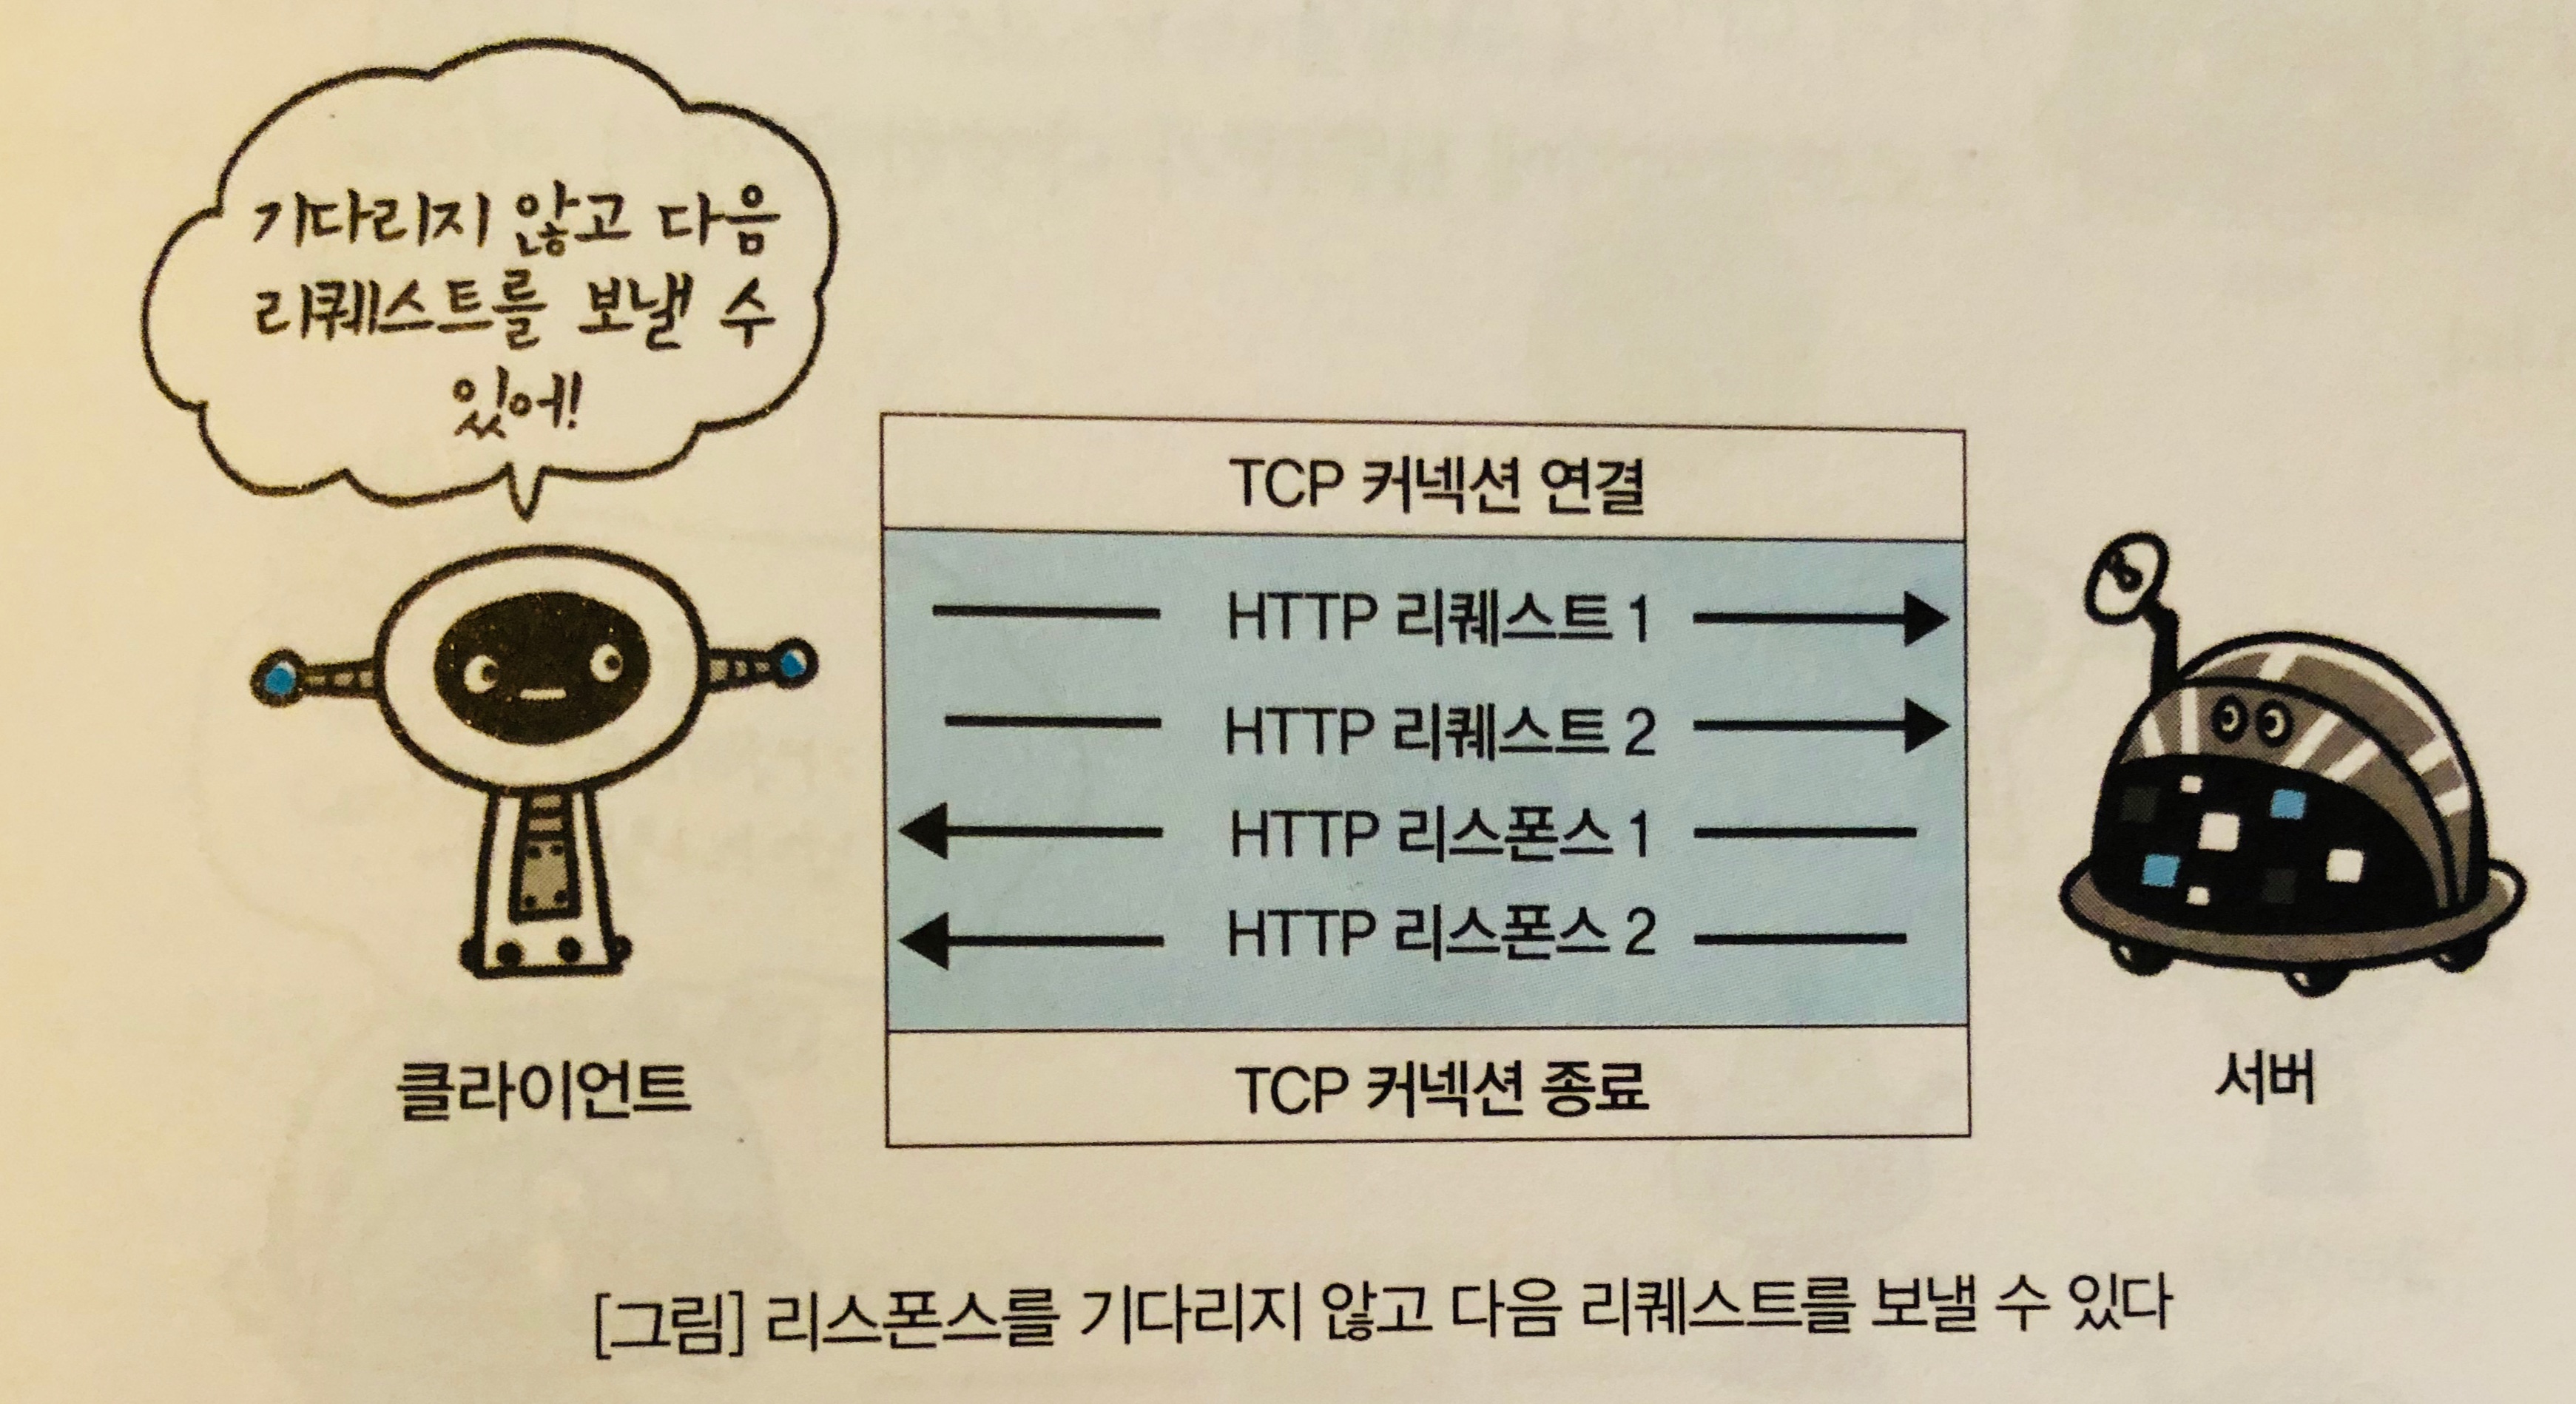 기다리지 않고 다음
리퀘스트를 보낼 수
있어!
TCP 커넥션 연결
HTTP 리퀘스트 1
HTTP 리퀘스트 2
HTTP 리스폰스 1
HTTP 리스폰스 2
TCP 커넥션 종료
클라이언트
서버
[그림] 리스폰스를 기다리지 않고 다음 리퀘스트를 보낼 수 있다